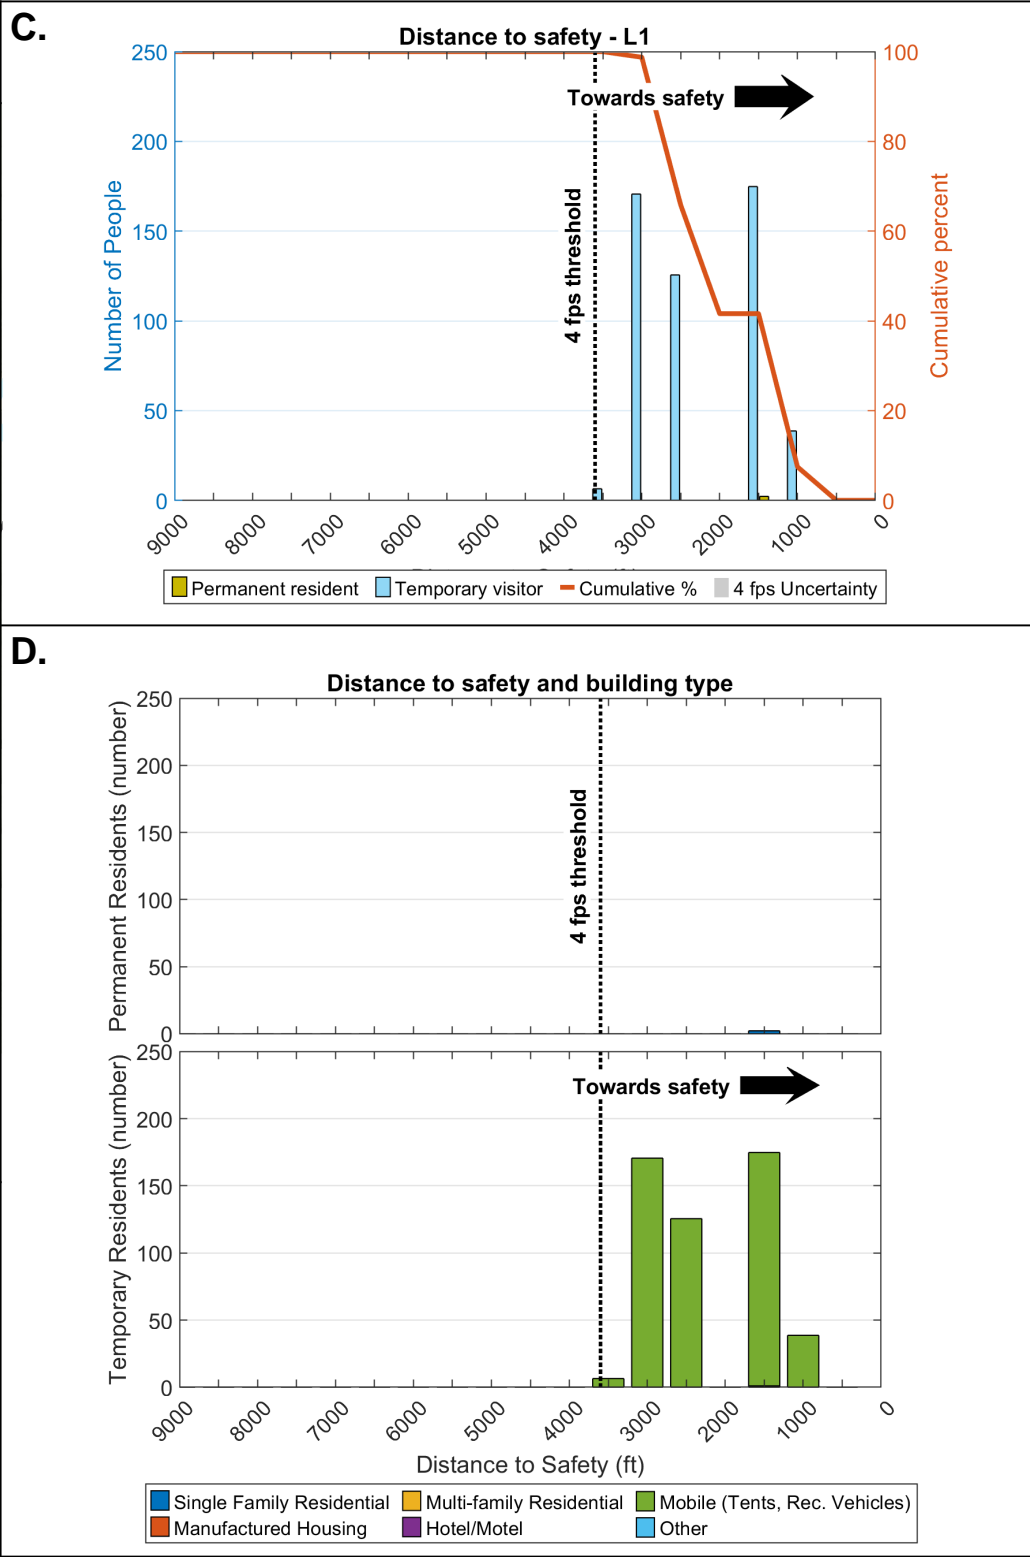 C.
Distance to safety - L1
250
200
150
100
50
0
Number of People
100
80
60
40
20
0
Cumulative percent
Towards safety
4 fps threshold
9000
8000
7000
6000
5000
4000
3000
2000
1000
0
Permanent resident
Temporary visitor
Cumulative %
4 fps Uncertainty
D.
Distance to safety and building type
250
200
150
100
50
0
Permanent Residents (number)
4 fps threshold
250
200
150
100
50
0
Temporary Residents (number)
Towards safety
9000
8000
7000
6000
5000
4000
3000
2000
1000
0
Distance to Safety (ft)
Single Family Residential
Multi-family Residential
Mobile (Tents, Rec. Vehicles)
Manufactured Housing
Hotel/Motel
Other